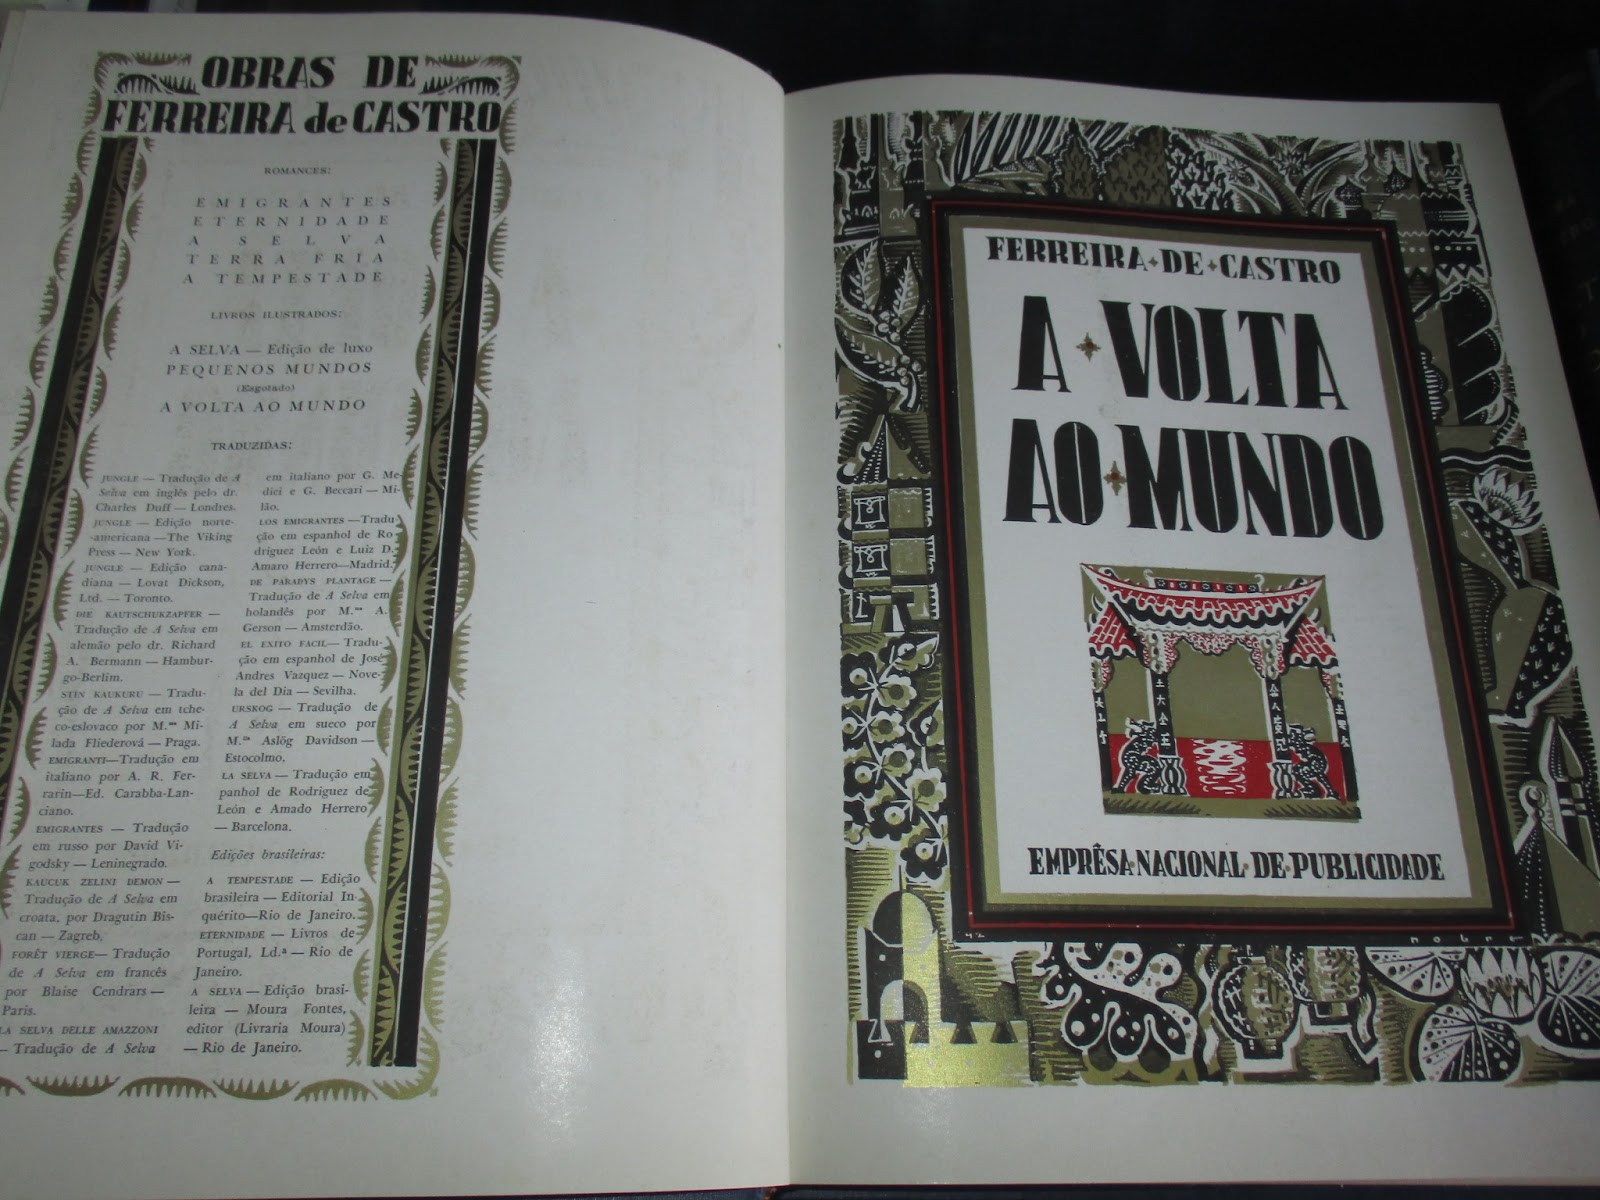 OBRAS DE
FERREIRA de CASTRO
ROMANCES:
EMIGRANTES
ETERNIDADE
A SELVA
TERRA FRIA
A TEMPESTADE
LIVROS ILUSTRADOS:
A SELVA — Edição de luxo
PEQUENOS MUNDOS
(Esgotado)
A VOLTA AO MUNDO
TRADUZIDAS:
JUNGLE — Tradução de A
Selva em inglês pelo dr.
Charles Duff — Londres.
JUNGLE — Edição norte-
-americana — The Viking
Press — New York.
JUNGLE — Edição cana-
diana — Lovat Dickson,
Ltd. — Toronto.
DIE KAUTSCHUKZAPFER —
Tradução de A Selva em
alemão pelo dr. Richard
A. Bermann — Hambur-
go-Berlim.
STIN KAUKURU — Tradu-
ção de A Selva em tche-
co-eslovaco por M.me Mi-
lada Fliederová — Praga.
EMIGRANTI—Tradução em
italiano por A. R. Fer-
rarin—Ed. Carabba-Lan-
ciano.
EMIGRANTES — Tradução
em russo por David Vi-
godsky — Leninegrado.
KAUCUK ZELINI DEMON —
Tradução de A Selva em
croata, por Dragutin Bis-
can — Zagreb,
FORÊT VIERGE— Tradução
de A Selva em francês
por Blaise Cendrars —
Paris.
LA SELVA DELLE AMAZZONI
— Tradução de A Selva
em italiano por G. Me-
dici e G. Beccari — Mi-
lão.
LOS EMIGRANTES —Tradu-
ção em espanhol de Ro-
driguez León e Luiz D.
Amaro Herrero—Madrid.
DE PARADYS PLANTAGE —
Tradução de A Selva em
holandês por M.me A.
Gerson — Amsterdão.
EL EXITO FACIL— Tradu-
ção em espanhol de José
Andres Vazquez — Nove-
la del Dia — Sevilha.
URSKOG — Tradução de
A Selva em sueco por
M.me Aslög Davidson —
Estocolmo.
LA SELVA — Tradução em
panhol de Rodríguez de
León e Amado Herrero
— Barcelona.
Edições brasileiras:
A TEMPESTADE — Edição
brasileira — Editorial In-
quérito—Rio de Janeiro.
ETERNIDADE — Livros de
Portugal, Ld.ª — Rio de
Janeiro.
A SELVA — Edição brasi-
leira — Moura Fontes,
editor (Livraria Moura)
— Rio de Janeiro.
FERREIRA DE CASTRO
A VOLTA
AO MUNDO
EMPRÊSA NACIONAL DE PUBLICIDADE